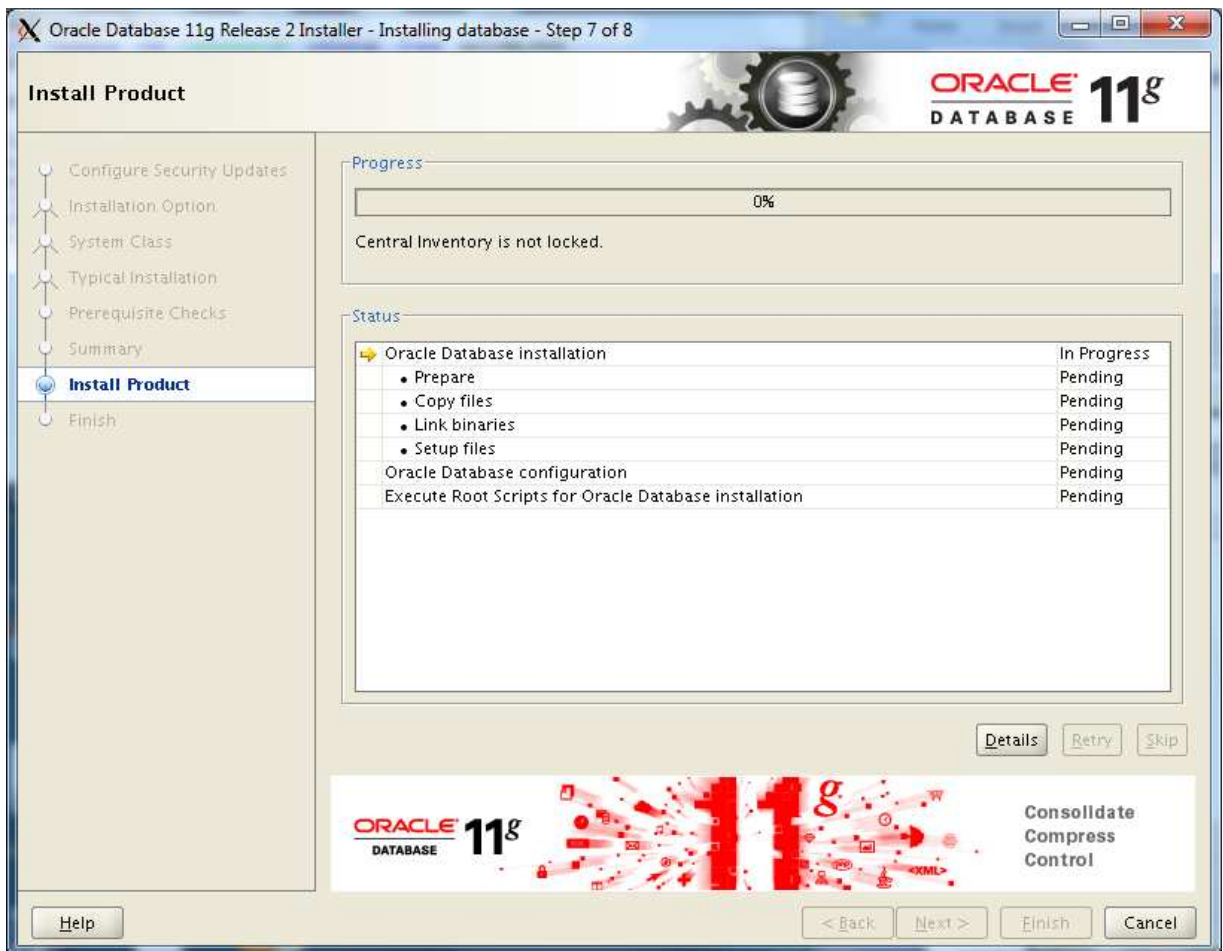 Oracle Database 11g Release 2 Installer - Installing database - Step 7 of 8
Install Product
ORACLE 11g
DATABASE
Configure Security Updates
Installation Option
System Class
Typical Installation
Prerequisite Checks
Summary
Install Product
Finish
Progress
0%
Central Inventory is not locked.
Status
Oracle Database installation In Progress
• Prepare Pending
• Copy files Pending
• Link binaries Pending
• Setup files Pending
Oracle Database configuration Pending
Execute Root Scripts for Oracle Database installation Pending
Details Retry Skip
ORACLE 11g
DATABASE
11g
<XML>
Consolidate
Compress
Control
Help < Back Next > Finish Cancel